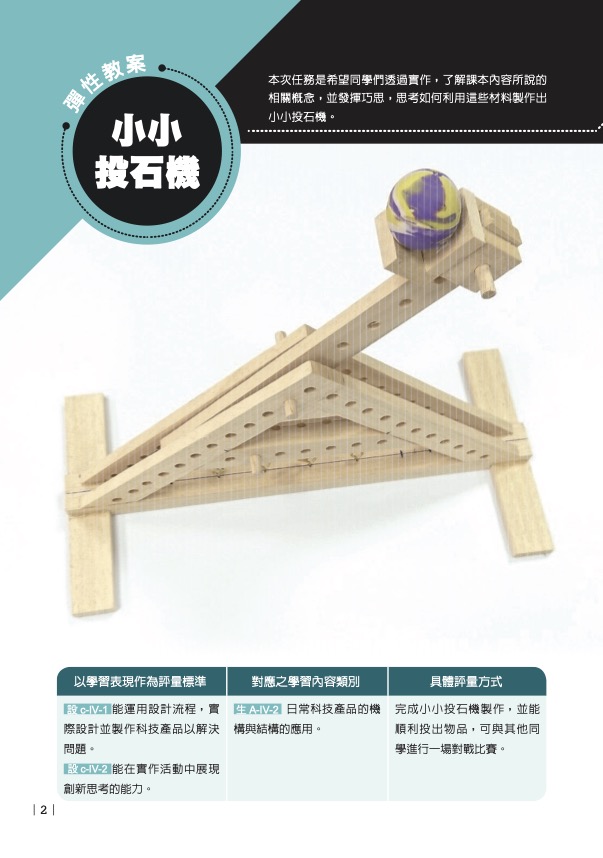 彈性教案
小小
投石機
本次任務是希望同學們透過實作，了解課本內容所說的
相關概念，並發揮巧思，思考如何利用這些材料製作出
小小投石機。
以學習表現作為評量標準
對應之學習內容類別
具體評量方式
設 c-IV-1 能運用設計流程，實
際設計並製作科技產品以解決
問題。
設 c-IV-2 能在實作活動中展現
創新思考的能力。
生 A-IV-2 日常科技產品的機
構與結構的應用。
完成小小投石機製作，並能
順利投出物品，可與其他同
學進行一場對戰比賽。
| 2 |